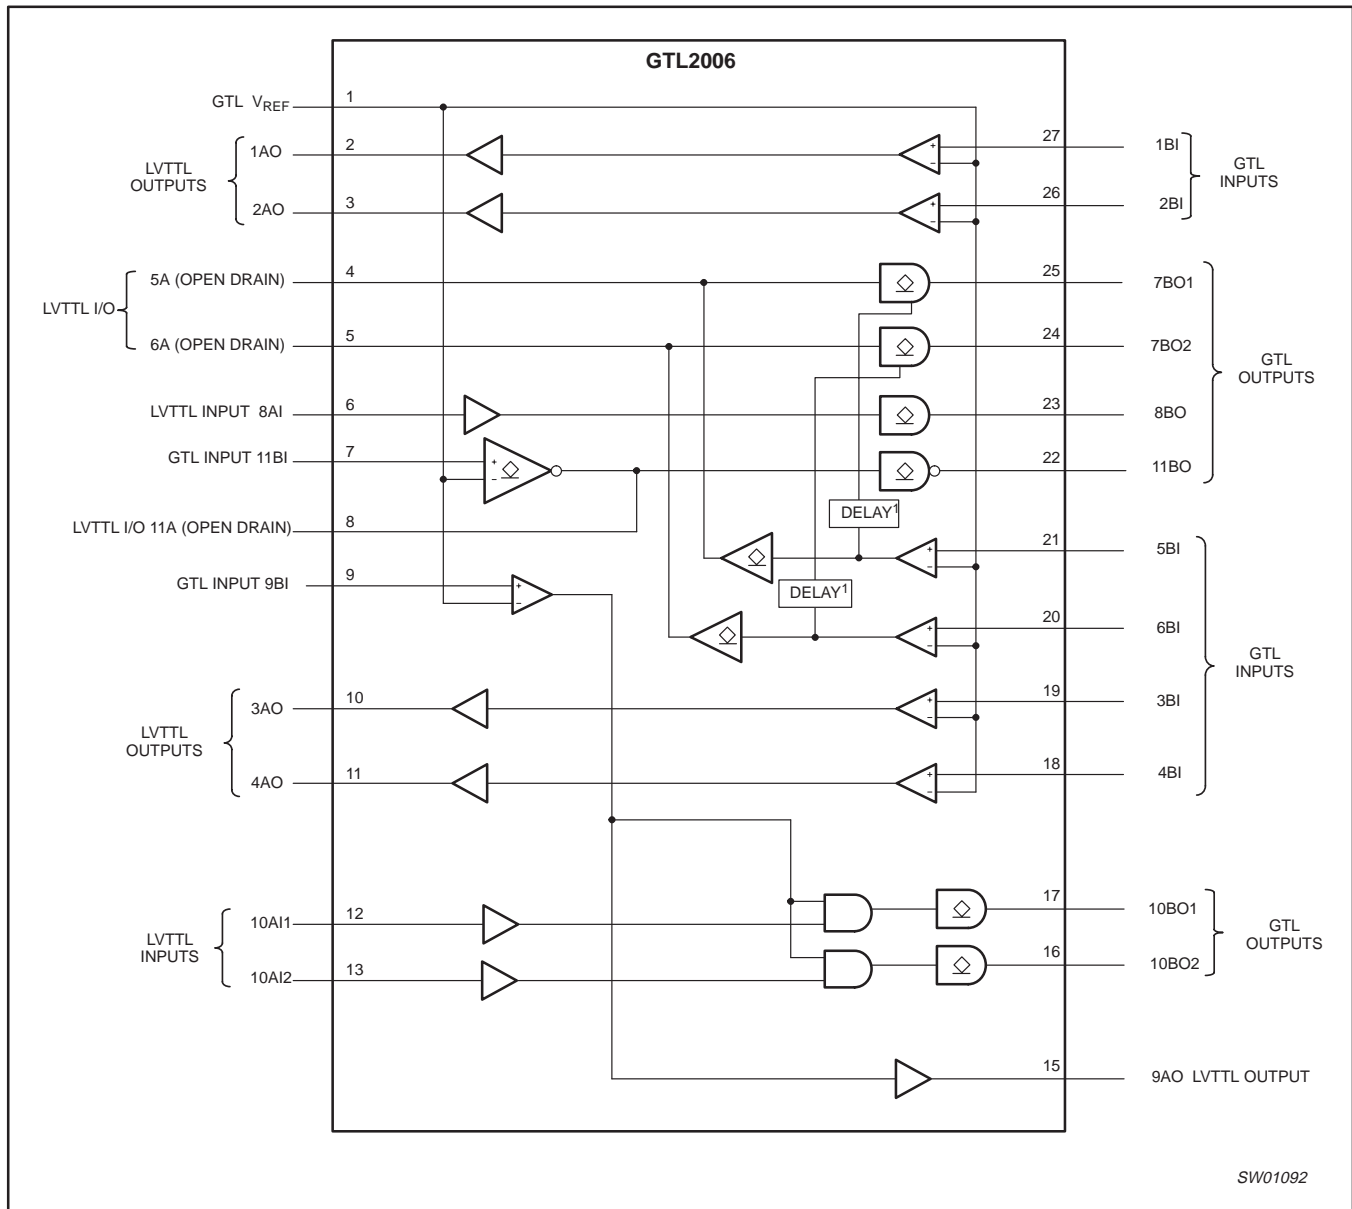 GTL2006
GTL VREF 1
1AO 2
LVTTL
OUTPUTS
2AO 3
27 1BI
26 2BI
GTL
INPUTS
5A (OPEN DRAIN) 4
LVTTL I/O
6A (OPEN DRAIN) 5
25 7BO1
24 7BO2
GTL
OUTPUTS
LVTTL INPUT 8AI 6
23 8BO
GTL INPUT 11BI 7
22 11BO
LVTTL I/O 11A (OPEN DRAIN) 8
DELAY1
GTL INPUT 9BI 9
21 5BI
DELAY1
20 6BI
GTL
INPUTS
3AO 10
LVTTL
OUTPUTS
4AO 11
19 3BI
18 4BI
10AI1 12
LVTTL
INPUTS
10AI2 13
17 10BO1
GTL
OUTPUTS
16 10BO2
15 9AO LVTTL OUTPUT
SW01092